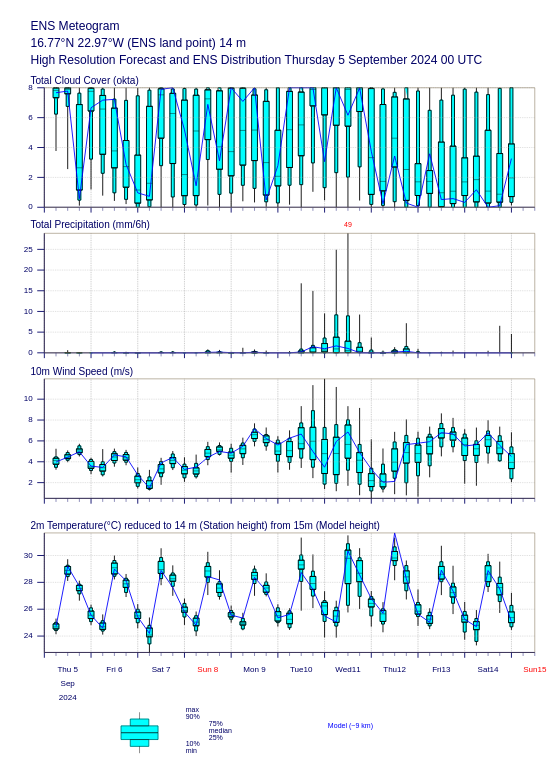 ENS Meteogram
16.77°N 22.97°W (ENS land point) 14 m
High Resolution Forecast and ENS Distribution Thursday 5 September 2024 00 UTC
Total Cloud Cover (okta)
8
6
4
2
0
Total Precipitation (mm/6h)
49
25
20
15
10
5
0
10m Wind Speed (m/s)
10
8
6
4
2
2m Temperature(°C) reduced to 14 m (Station height) from 15m (Model height)
30
28
26
24
Thu 5 Fri 6 Sat 7 Sun 8 Mon 9 Tue10 Wed11 Thu12 Fri13 Sat14 Sun15
Sep
2024
max
90%
75%
median
25%
10%
min
Model (~9 km)